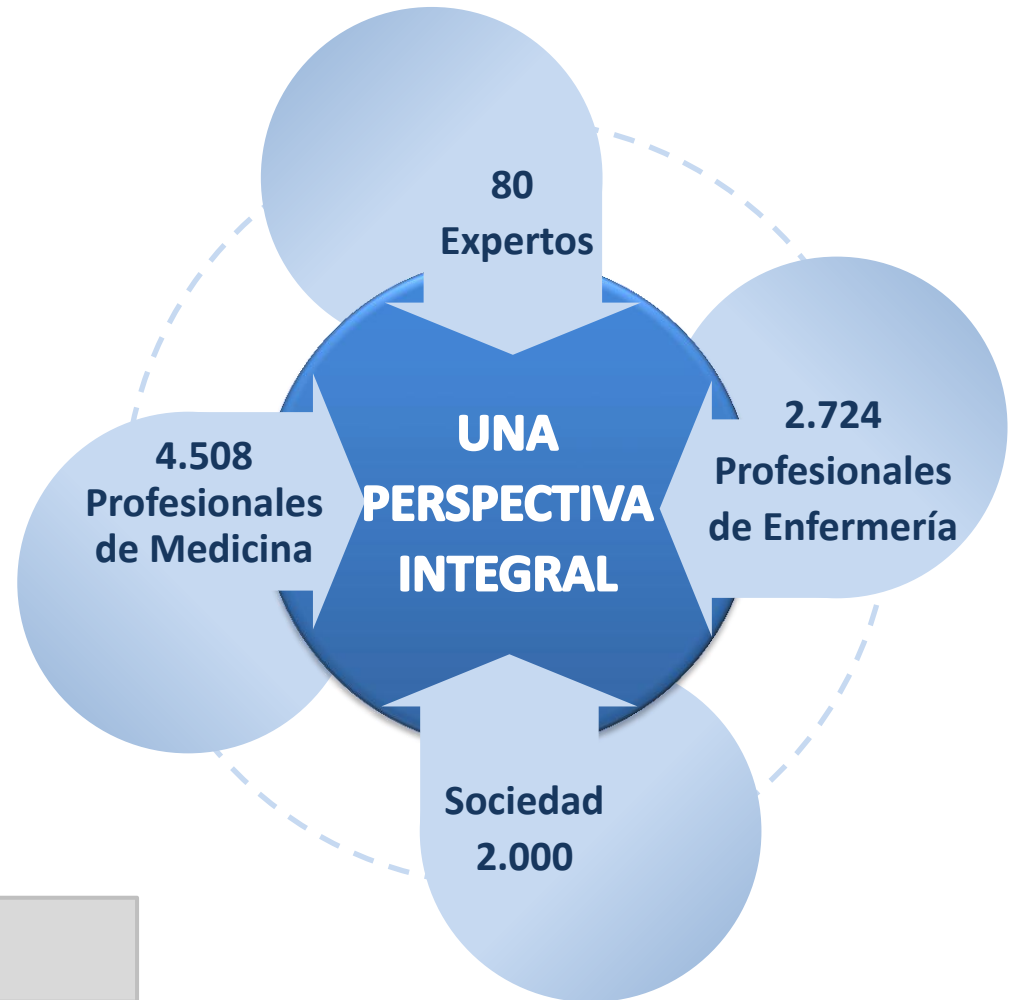 80
Expertos
2.724
Profesionales
de Enfermería
4.508
Profesionales
de Medicina
UNA
PERSPECTIVA
INTEGRAL
Sociedad
2.000